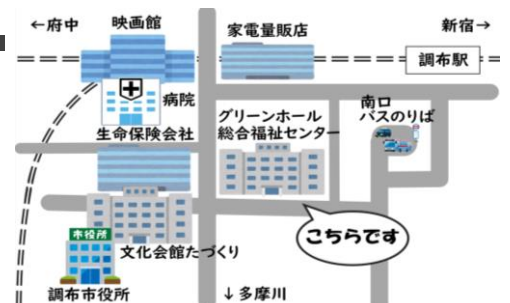 ←府中
映画館
家電量販店
新宿→
調布駅
病院
生命保険会社
グリーンホール
総合福祉センター
南口
バスのりば
こちらです
文化会館たづくり
市役所
調布市役所
↓多摩川